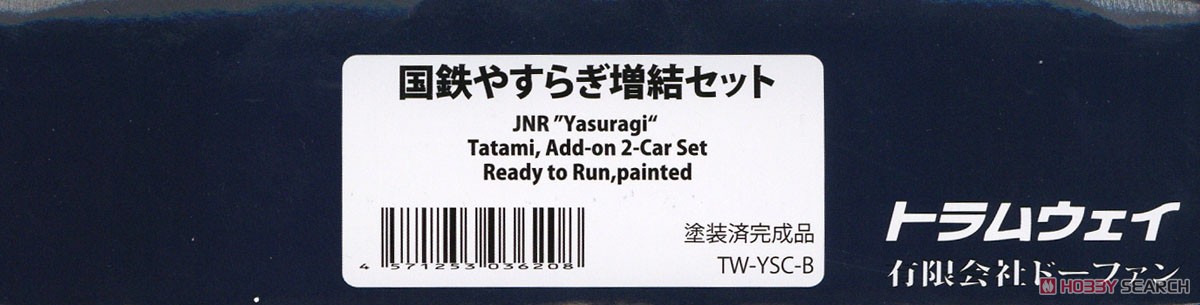 国鉄やすらぎ増結セット
JNR ”Yasuragi“
Tatami, Add-on 2-Car Set
Ready to Run,painted
4 571253 036208
塗装済完成品
TW-YSC-B
トラムウェイ
有限会社ドーファン
HOBBY SEARCH